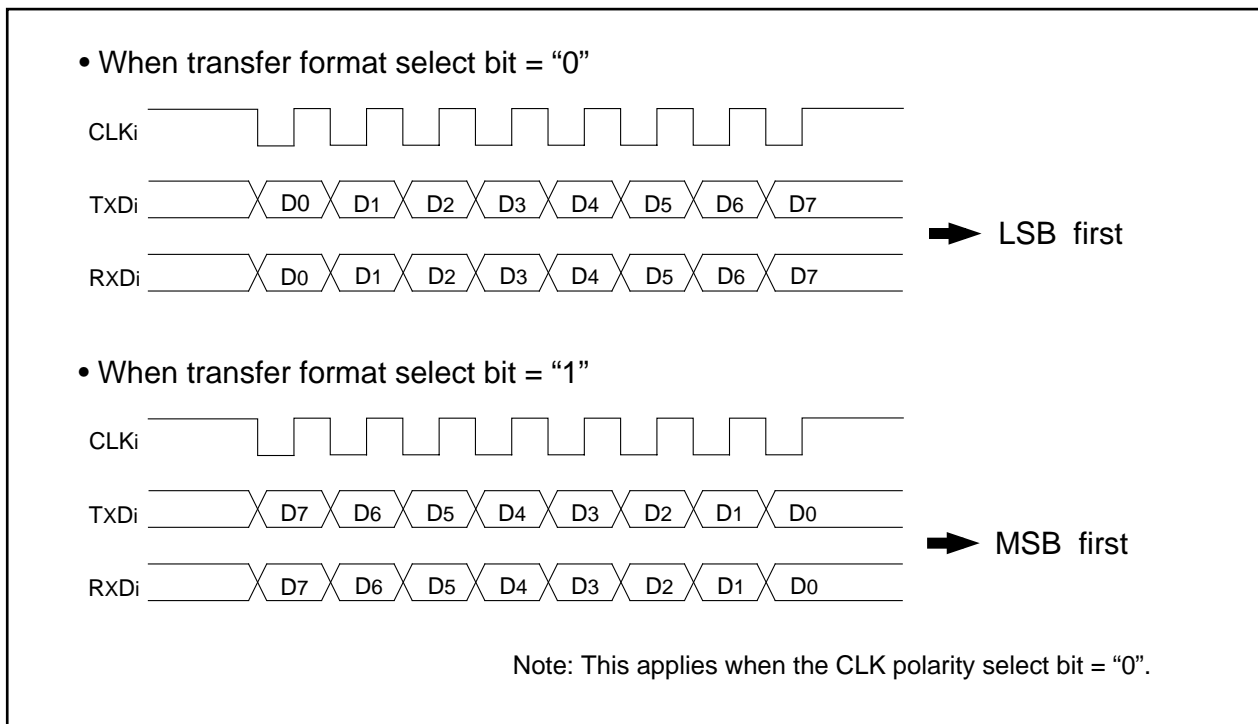 • When transfer format select bit = “0”
CLKi
TXDi D0 D1 D2 D3 D4 D5 D6 D7
LSB first
RXDi D0 D1 D2 D3 D4 D5 D6 D7
• When transfer format select bit = “1”
CLKi
TXDi D7 D6 D5 D4 D3 D2 D1 D0
MSB first
RXDi D7 D6 D5 D4 D3 D2 D1 D0
Note: This applies when the CLK polarity select bit = “0”.